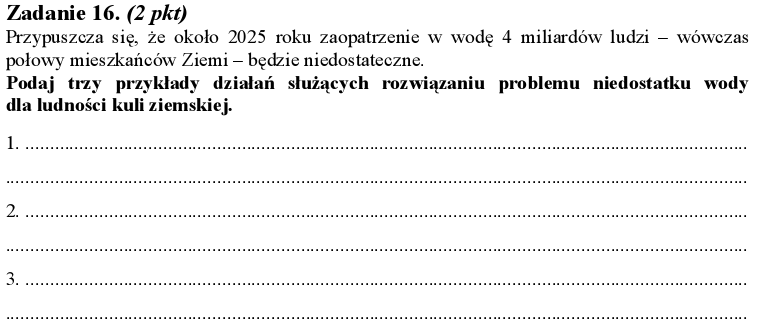 Zadanie 16. (2 pkt)
Przypuszcza się, że około 2025 roku zaopatrzenie w wodę 4 miliardów ludzi – wówczas
połowy mieszkańców Ziemi – będzie niedostateczne.
Podaj trzy przykłady działań służących rozwiązaniu problemu niedostatku wody
dla ludności kuli ziemskiej.
1. ................................................................................................................................................
................................................................................................................................................
2. ................................................................................................................................................
................................................................................................................................................
3. ................................................................................................................................................
................................................................................................................................................